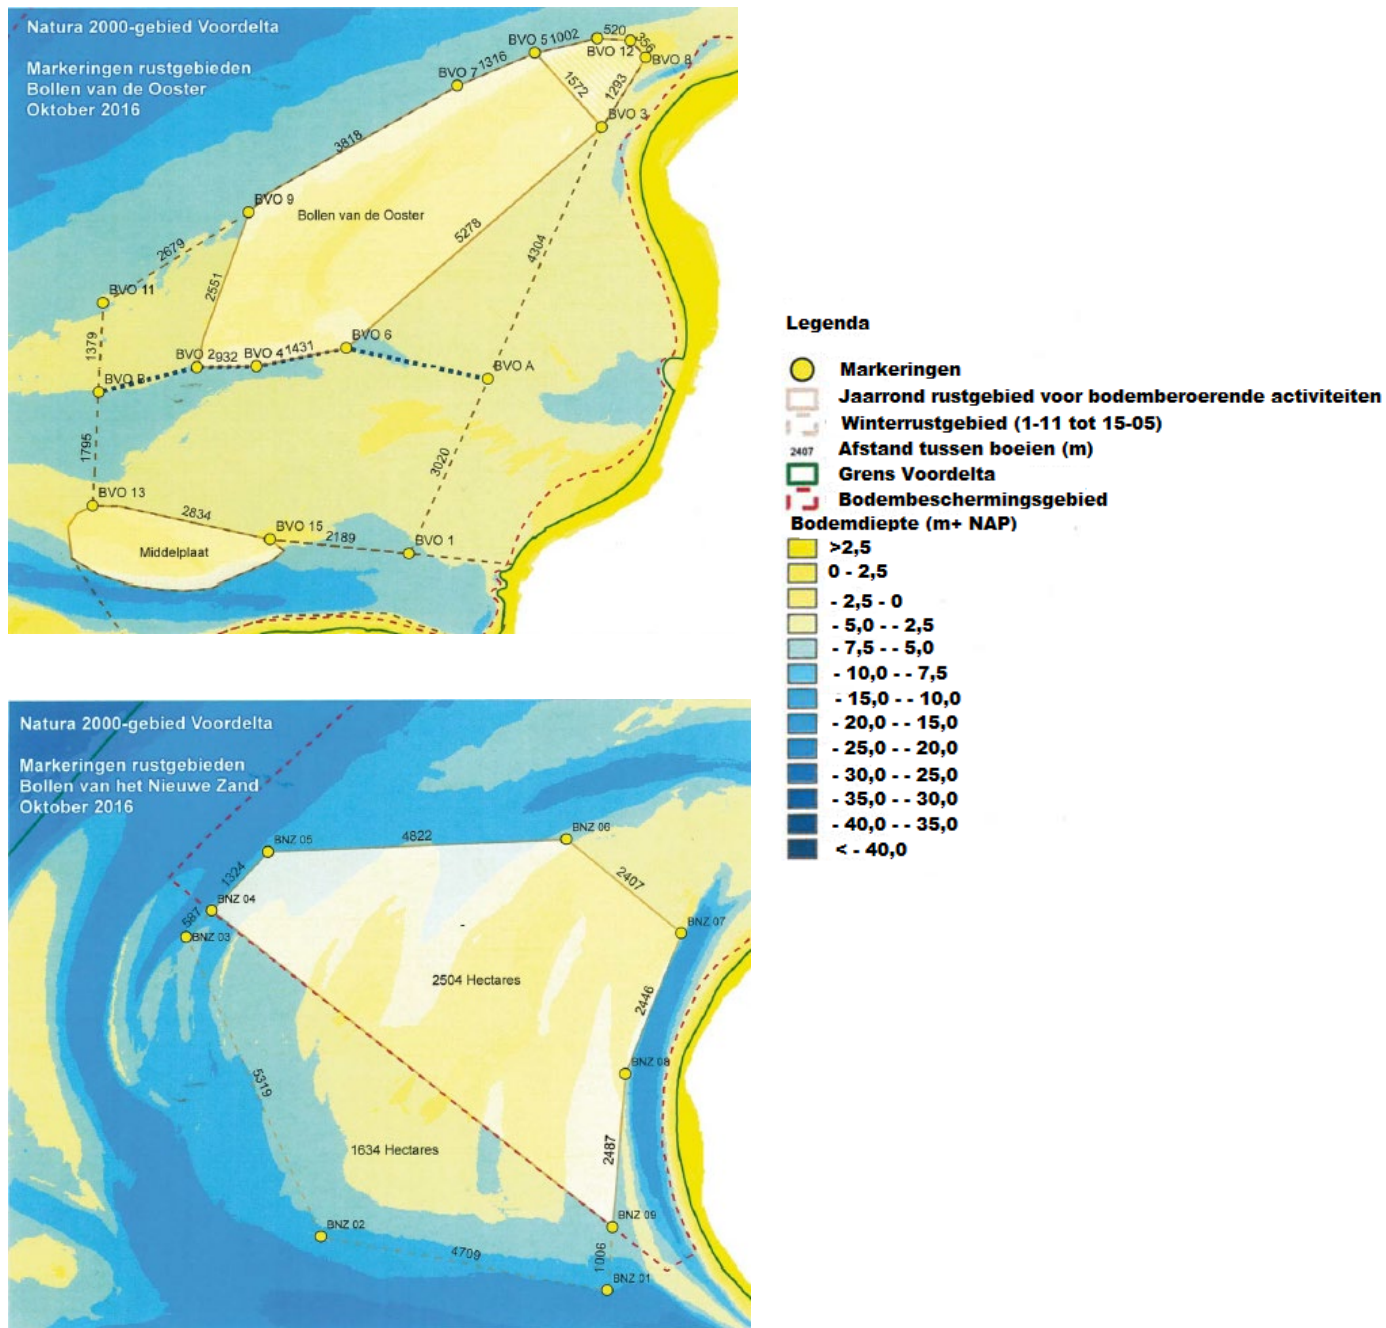 Natura 2000-gebied Voordelta
Markeringen rustgebieden
Bollen van de Ooster
Oktober 2016
520
BVO 5
1002
356
BVO 12
BVO 8
1316
BVO 7
1572
1293
BVO 3
3818
BVO 9
Bollen van de Ooster
5278
4304
2679
2551
BVO 11
1379
BVO 6
BVO 2
932
BVO 4
1431
BVO A
BVO B
1795
3020
BVO 13
2834
BVO 15
2189
BVO 1
Middelplaat
Legenda
Markeringen
Jaarrond rustgebied voor bodemberoerende activiteiten
Winterrustgebied (1-11 tot 15-05)
2407 Afstand tussen boeien (m)
Grens Voordelta
Bodembeschermingsgebied
Bodemdiepte (m+ NAP)
>2,5
0 - 2,5
- 2,5 - 0
- 5,0 - - 2,5
- 7,5 - - 5,0
- 10,0 - - 7,5
- 15,0 - - 10,0
- 20,0 - - 15,0
- 25,0 - - 20,0
- 30,0 - - 25,0
- 35,0 - - 30,0
- 40,0 - - 35,0
< - 40,0
Natura 2000-gebied Voordelta
Markeringen rustgebieden
Bollen van het Nieuwe Zand
Oktober 2016
BNZ 05
4822
BNZ 06
1324
2407
BNZ 04
587
BNZ 03
BNZ 07
2504 Hectares
2446
BNZ 08
5319
1634 Hectares
2487
BNZ 02
BNZ 09
4709
1006
BNZ 01